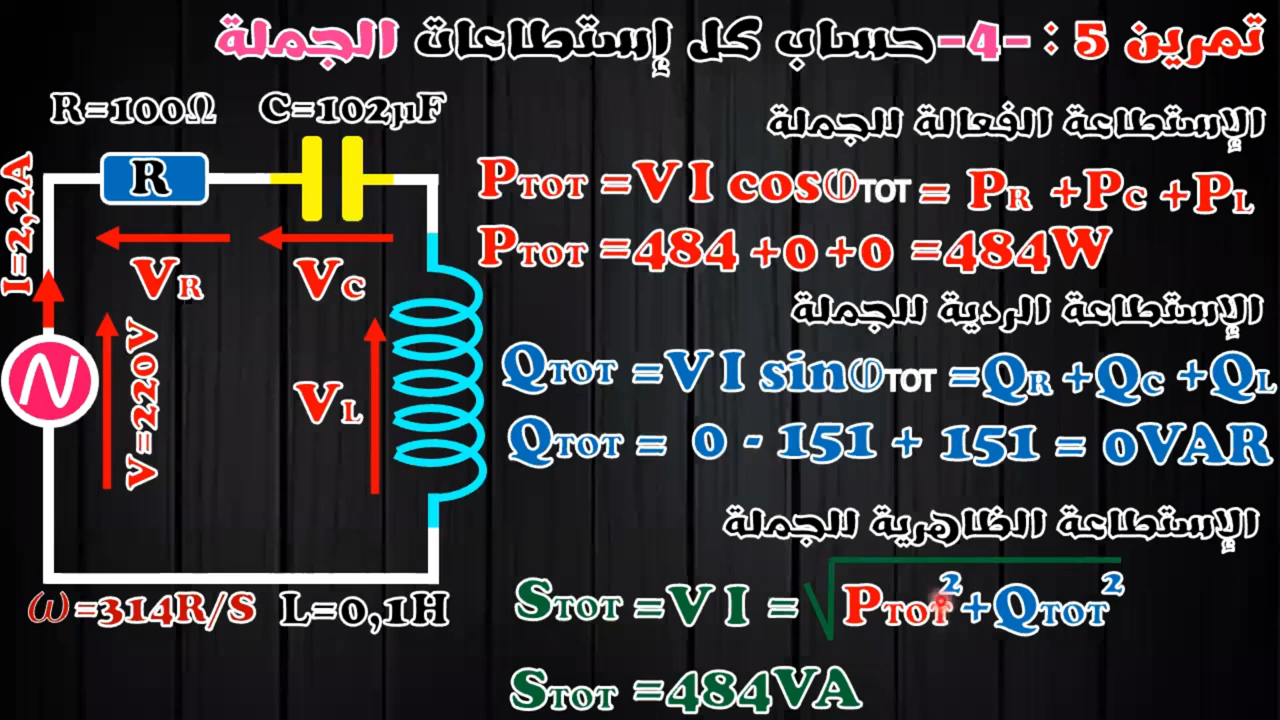 تمرين 5 : -4-حساب كل إستطاعات الجملة
R=100Ω C=102µF
الإستطاعة الفعالة للجملة
R
I=2,2A
PTOT =V I cosφTOT = PR +PC +PL
VR VC
PTOT =484 +0 +0 =484W
الإستطاعة الردية للجملة
N
V=220V
VL
QTOT =V I sinφTOT =QR +QC +QL
QTOT = 0 - 151 + 151 = 0VAR
الإستطاعة الظاهرية للجملة
ω=314R/S L=0,1H
STOT =V I =√PTOT²+QTOT²
STOT =484VA